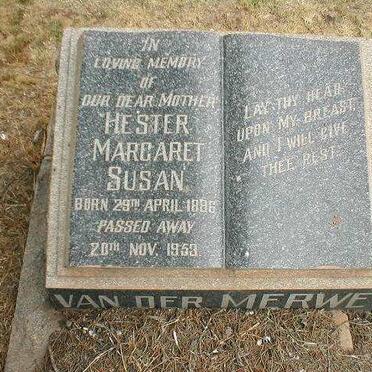 IN
LOVING MEMORY
OF
OUR DEAR MOTHER
HESTER
MARGARET
SUSAN
BORN 29TH APRIL 1886
PASSED AWAY
20TH NOV. 1953.
LAY THY HEAD
UPON MY BREAST,
AND I WILL GIVE
THEE REST.
VAN DER MERWE